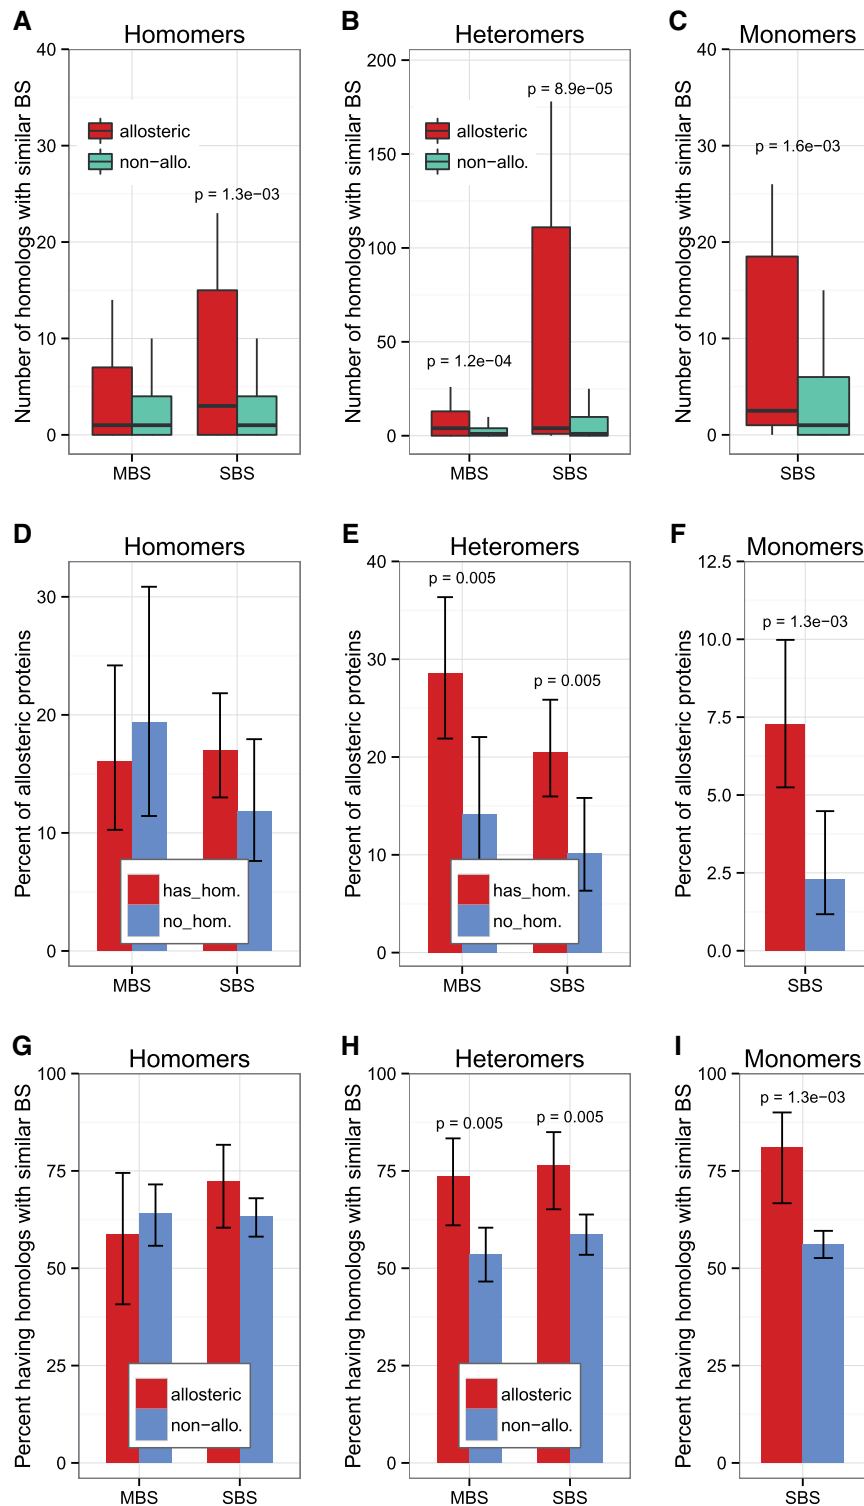 A
Homomers
Number of homologs with similar BS
40
30
20
10
0
allosteric
non−allo.
p = 1.3e−03
MBS
SBS
B
Heteromers
Number of homologs with similar BS
200
150
100
50
0
allosteric
non−allo.
p = 8.9e−05
p = 1.2e−04
MBS
SBS
C
Monomers
Number of homologs with similar BS
40
30
20
10
0
p = 1.6e−03
SBS
D
Homomers
Percent of allosteric proteins
30
20
10
0
has_hom.
no_hom.
MBS
SBS
E
Heteromers
Percent of allosteric proteins
40
30
20
10
0
p = 0.005
p = 0.005
has_hom.
no_hom.
MBS
SBS
F
Monomers
Percent of allosteric proteins
12.5
10.0
7.5
5.0
2.5
0.0
p = 1.3e−03
SBS
G
Homomers
Percent having homologs with similar BS
100
75
50
25
0
allosteric
non−allo.
MBS
SBS
H
Heteromers
Percent having homologs with similar BS
100
75
50
25
0
p = 0.005
p = 0.005
allosteric
non−allo.
MBS
SBS
I
Monomers
Percent having homologs with similar BS
100
75
50
25
0
p = 1.3e−03
SBS